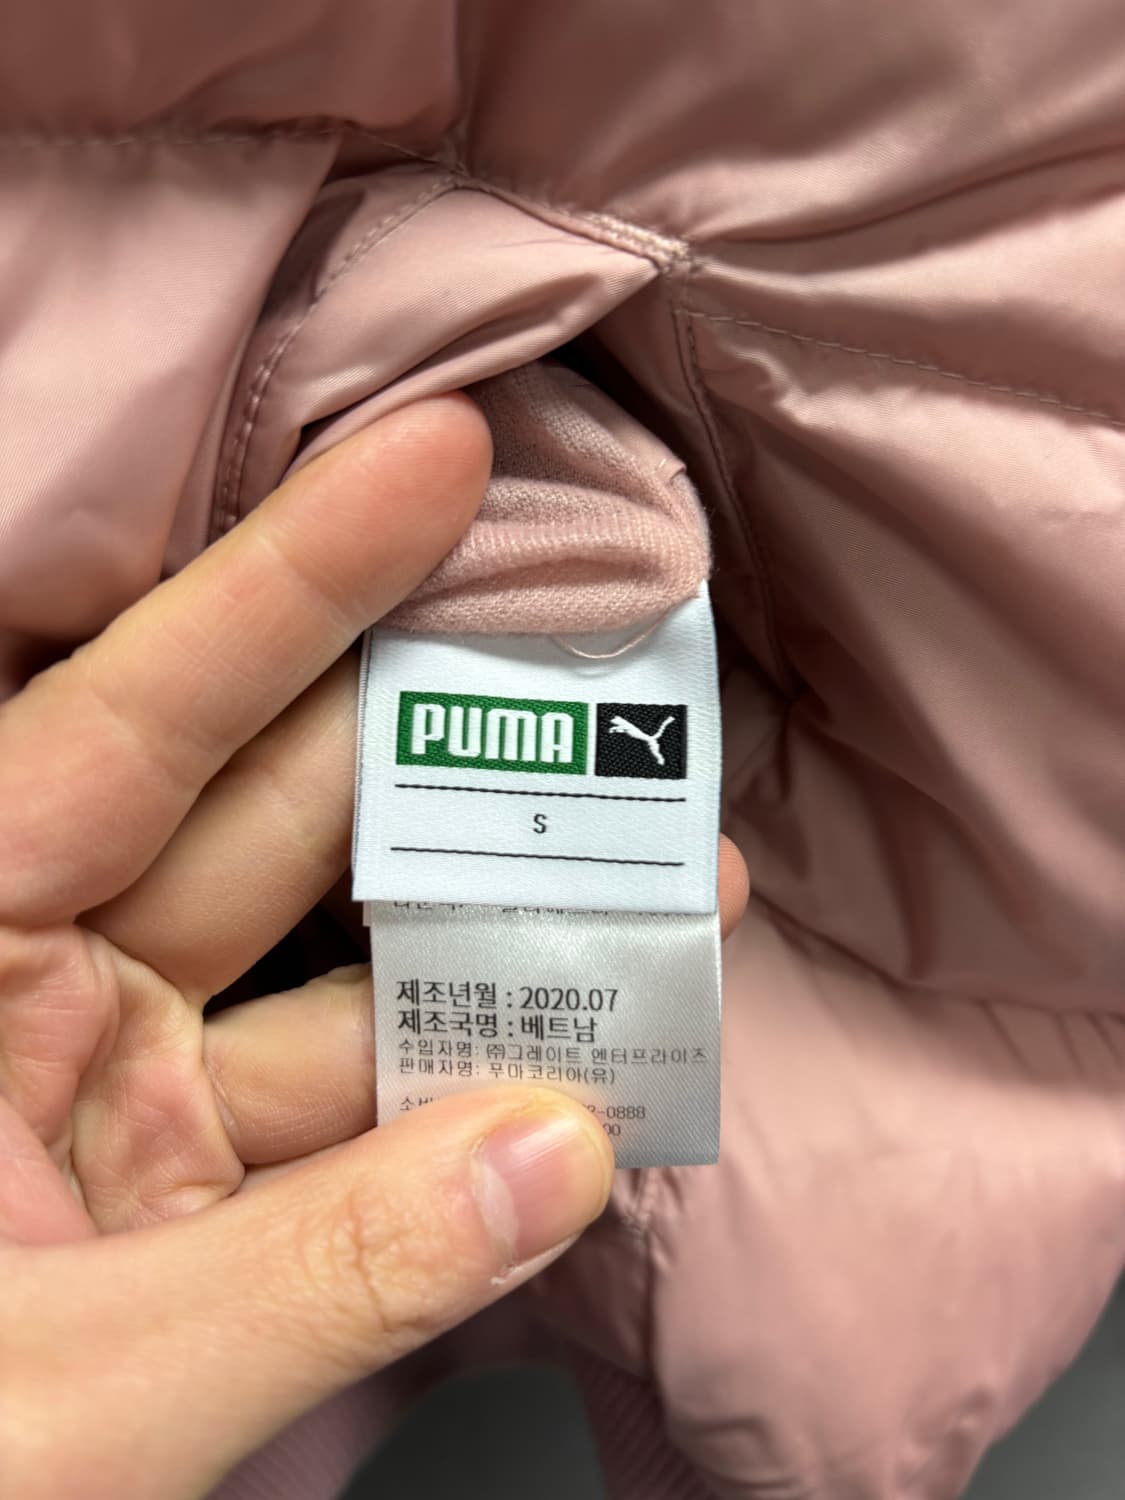 PUMA
S
제조년월 : 2020.07
제조국명 : 베트남
수입자명: ㈜그레이트 엔터프라이즈
판매자명: 푸마코리아(유)
-0888
00